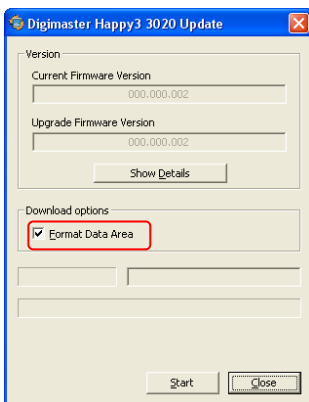 Digimaster Happy3 3020 Update
Version
Current Firmware Version
000.000.002
Upgrade Firmware Version
000.000.002
Show Details
Download options
Format Data Area
Start Close